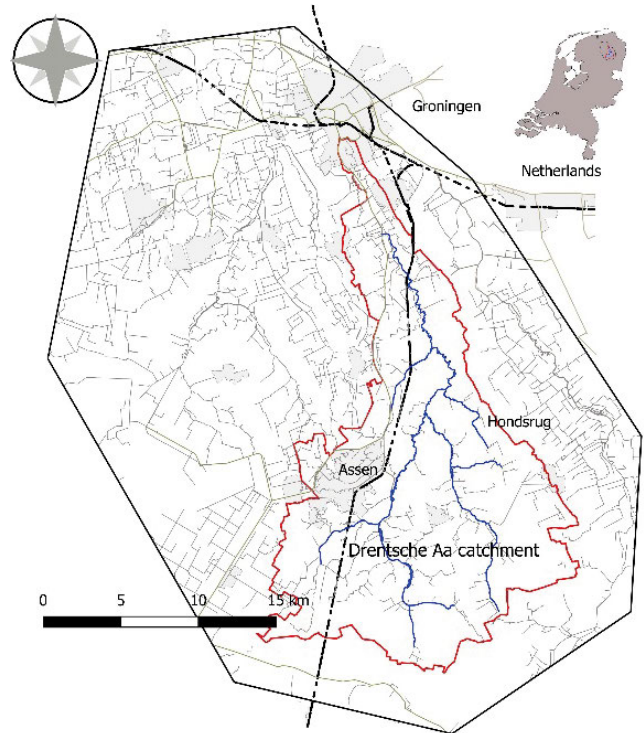 Groningen
Netherlands
Hondsrug
Assen
Drentsche Aa catchment
0 5 10 15 km